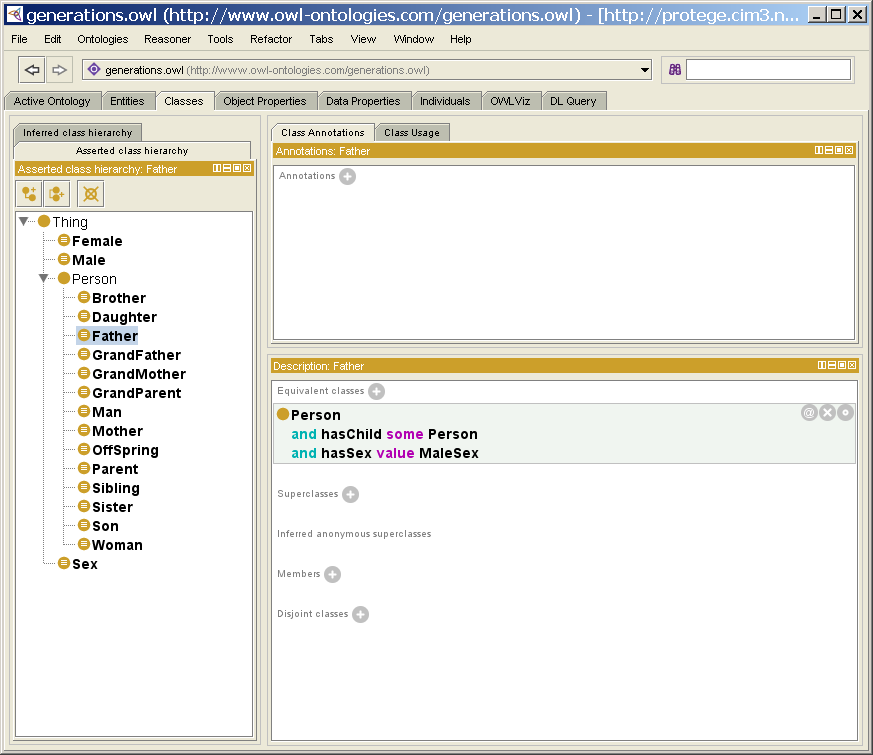 generations.owl (http://www.owl-ontologies.com/generations.owl) - [http://protege.cim3.n...
File Edit Ontologies Reasoner Tools Refactor Tabs View Window Help
generations.owl (http://www.owl-ontologies.com/generations.owl)
Active Ontology Entities Classes Object Properties Data Properties Individuals OWLViz DL Query
Inferred class hierarchy
Asserted class hierarchy
Asserted class hierarchy: Father
Thing
Female
Male
Person
Brother
Daughter
Father
GrandFather
GrandMother
GrandParent
Man
Mother
OffSpring
Parent
Sibling
Sister
Son
Woman
Sex
Class Annotations Class Usage
Annotations: Father
Annotations
Description: Father
Equivalent classes
Person
and hasChild some Person
and hasSex value MaleSex
Superclasses
Inferred anonymous superclasses
Members
Disjoint classes